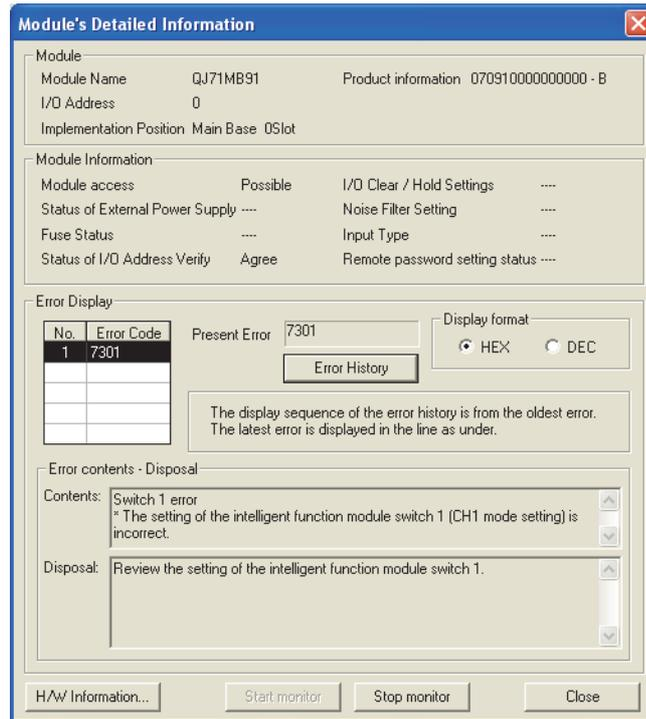 Module's Detailed Information
Module
Module Name QJ71MB91 Product information 070910000000000 - B
I/O Address 0
Implementation Position Main Base 0Slot
Module Information
Module access Possible I/O Clear / Hold Settings ----
Status of External Power Supply ---- Noise Filter Setting ----
Fuse Status ---- Input Type ----
Status of I/O Address Verify Agree Remote password setting status ----
Error Display
No. Error Code
1 7301
Present Error 7301
Error History
Display format
HEX DEC
The display sequence of the error history is from the oldest error.
The latest error is displayed in the line as under.
Error contents - Disposal
Contents: Switch 1 error
* The setting of the intelligent function module switch 1 (CH1 mode setting) is
incorrect.
Disposal: Review the setting of the intelligent function module switch 1.
H/W Information... Start monitor Stop monitor Close